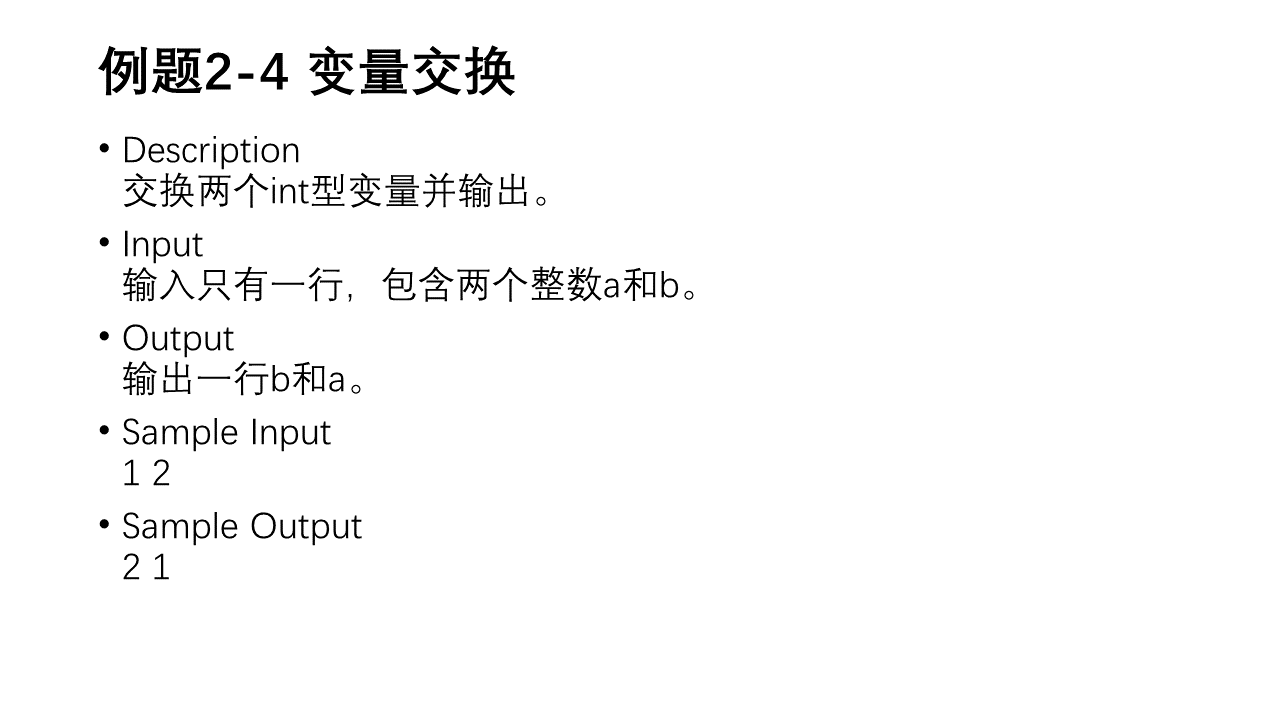 例题2-4 变量交换
• Description
交换两个int型变量并输出。
• Input
输入只有一行，包含两个整数a和b。
• Output
输出一行b和a。
• Sample Input
1 2
• Sample Output
2 1